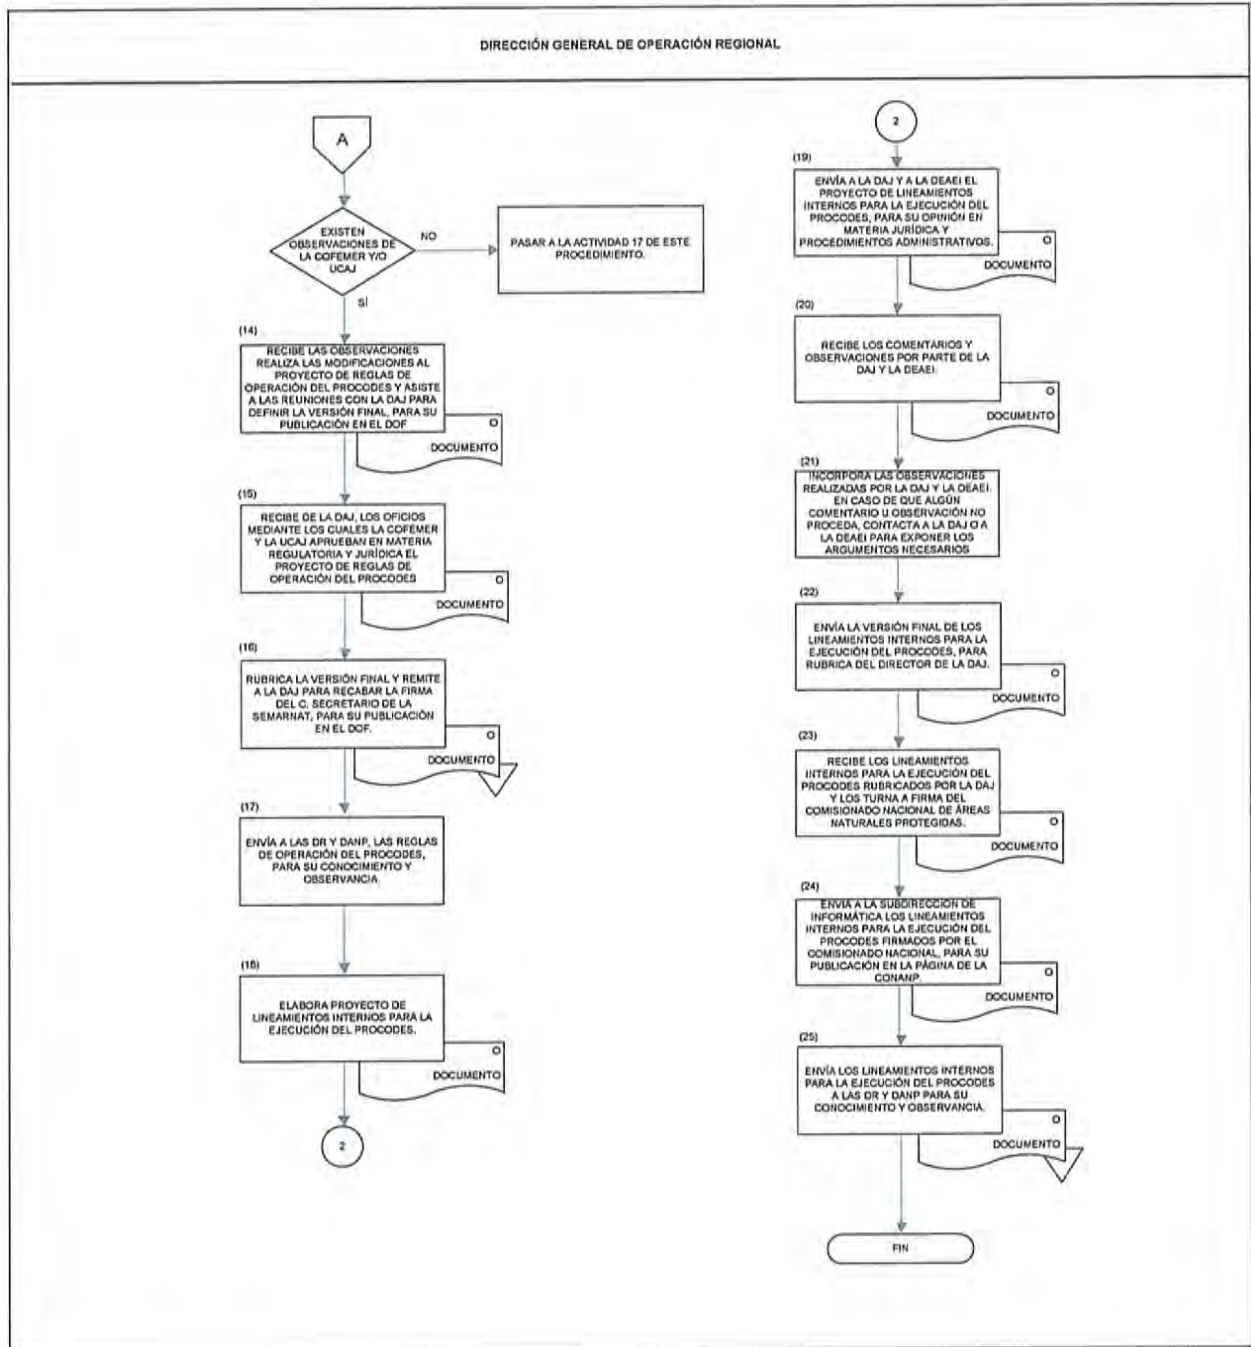 DIRECCIÓN GENERAL DE OPERACIÓN REGIONAL
A
EXISTEN
OBSERVACIONES DE
LA COFEMER Y/O
UCAJ
NO
PASAR A LA ACTIVIDAD 17 DE ESTE
PROCEDIMIENTO.
SÍ
(14)
RECIBE LAS OBSERVACIONES
REALIZA LAS MODIFICACIONES AL
PROYECTO DE REGLAS DE
OPERACIÓN DEL PROCODES Y ASISTE
A LAS REUNIONES CON LA DAJ PARA
DEFINIR LA VERSIÓN FINAL, PARA SU
PUBLICACIÓN EN EL DOF
O
DOCUMENTO
(15)
RECIBE DE LA DAJ, LOS OFICIOS
MEDIANTE LOS CUALES LA COFEMER
Y LA UCAJ APRUEBAN EN MATERIA
REGULATORIA Y JURÍDICA EL
PROYECTO DE REGLAS DE
OPERACIÓN DEL PROCODES
O
DOCUMENTO
(16)
RUBRICA LA VERSIÓN FINAL Y REMITE
A LA DAJ PARA RECABAR LA FIRMA
DEL C. SECRETARIO DE LA
SEMARNAT, PARA SU PUBLICACIÓN
EN EL DOF.
O
DOCUMENTO
(17)
ENVÍA A LAS DR Y DANP, LAS REGLAS
DE OPERACIÓN DEL PROCODES,
PARA SU CONOCIMIENTO Y
OBSERVANCIA.
(18)
ELABORA PROYECTO DE
LINEAMIENTOS INTERNOS PARA LA
EJECUCIÓN DEL PROCODES.
O
DOCUMENTO
2
2
(19)
ENVÍA A LA DAJ Y A LA DEAEI EL
PROYECTO DE LINEAMIENTOS
INTERNOS PARA LA EJECUCIÓN DEL
PROCODES, PARA SU OPINIÓN EN
MATERIA JURÍDICA Y
PROCEDIMIENTOS ADMINISTRATIVOS.
O
DOCUMENTO
(20)
RECIBE LOS COMENTARIOS Y
OBSERVACIONES POR PARTE DE LA
DAJ Y LA DEAEI.
O
DOCUMENTO
(21)
INCORPORA LAS OBSERVACIONES
REALIZADAS POR LA DAJ Y LA DEAEI.
EN CASO DE QUE ALGÚN
COMENTARIO U OBSERVACIÓN NO
PROCEDA, CONTACTA A LA DAJ O A
LA DEAEI PARA EXPONER LOS
ARGUMENTOS NECESARIOS
(22)
ENVÍA LA VERSIÓN FINAL DE LOS
LINEAMIENTOS INTERNOS PARA LA
EJECUCIÓN DEL PROCODES, PARA
RUBRICA DEL DIRECTOR DE LA DAJ.
O
DOCUMENTO
(23)
RECIBE LOS LINEAMIENTOS
INTERNOS PARA LA EJECUCIÓN DEL
PROCODES RUBRICADOS POR LA DAJ
Y LOS TURNA A FIRMA DEL
COMISIONADO NACIONAL DE ÁREAS
NATURALES PROTEGIDAS.
O
DOCUMENTO
(24)
ENVÍA A LA SUBDIRECCIÓN DE
INFORMÁTICA LOS LINEAMIENTOS
INTERNOS PARA LA EJECUCIÓN DEL
PROCODES FIRMADOS POR EL
COMISIONADO NACIONAL, PARA SU
PUBLICACIÓN EN LA PÁGINA DE LA
CONANP.
O
DOCUMENTO
(25)
ENVÍA LOS LINEAMIENTOS INTERNOS
PARA LA EJECUCIÓN DEL PROCODES
A LAS DR Y DANP PARA SU
CONOCIMIENTO Y OBSERVANCIA.
O
DOCUMENTO
FIN